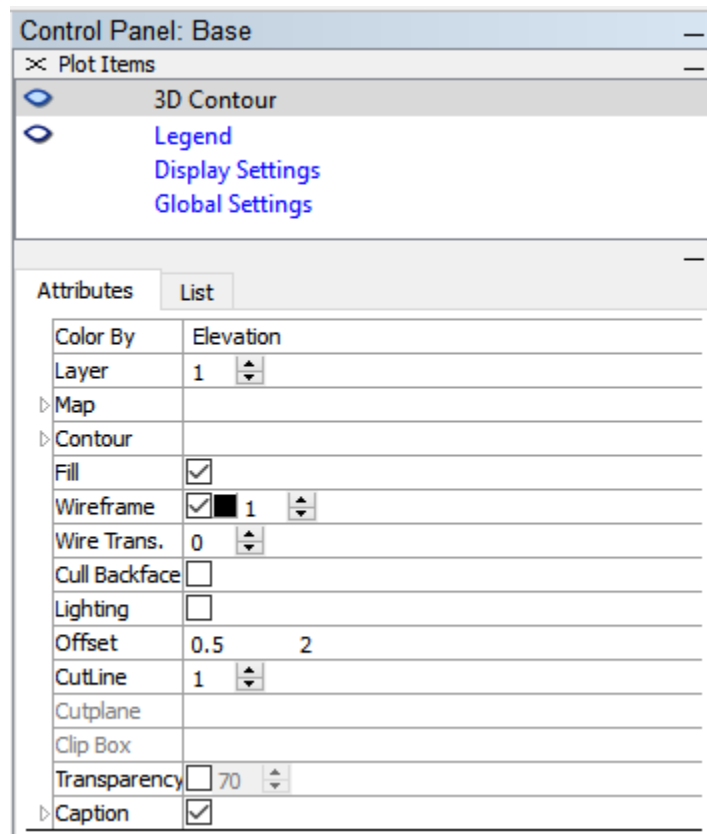 Control Panel: Base
Plot Items
3D Contour
Legend
Display Settings
Global Settings
Attributes List
Color By Elevation
Layer 1
Map
Contour
Fill
Wireframe 1
Wire Trans. 0
Cull Backface
Lighting
Offset 0.5 2
CutLine 1
Cutplane
Clip Box
Transparency 70
Caption